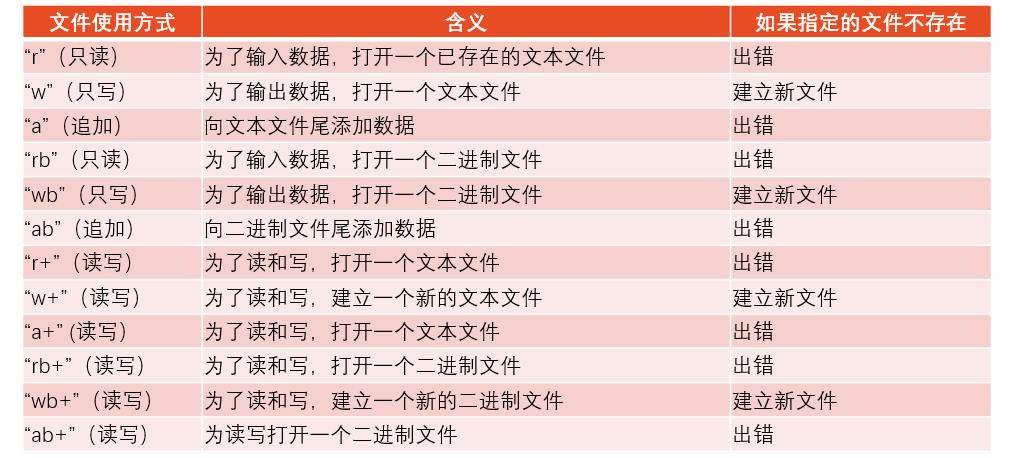 文件使用方式 含义 如果指定的文件不存在
“r”（只读） 为了输入数据，打开一个已存在的文本文件 出错
“w”（只写） 为了输出数据，打开一个文本文件 建立新文件
“a”（追加） 向文本文件尾添加数据 出错
“rb”（只读） 为了输入数据，打开一个二进制文件 出错
“wb”（只写） 为了输出数据，打开一个二进制文件 建立新文件
“ab”（追加） 向二进制文件尾添加数据 出错
“r+”（读写） 为了读和写，打开一个文本文件 出错
“w+”（读写） 为了读和写，建立一个新的文本文件 建立新文件
“a+” (读写） 为了读和写，打开一个文本文件 出错
“rb+”（读写） 为了读和写，打开一个二进制文件 出错
“wb+”（读写） 为了读和写，建立一个新的二进制文件 建立新文件
“ab+”（读写） 为读写打开一个二进制文件 出错